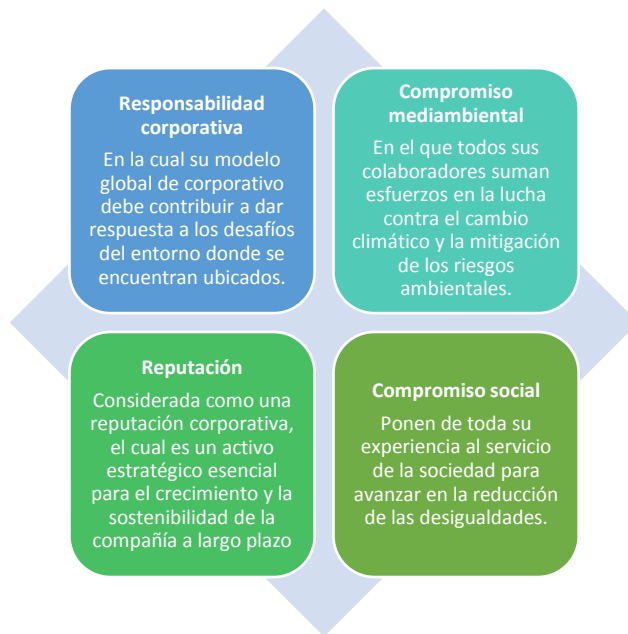 Responsabilidad
corporativa
En la cual su modelo
global de corporativo
debe contribuir a dar
respuesta a los desafíos
del entorno donde se
encuentran ubicados.
Compromiso
mediambiental
En el que todos sus
colaboradores suman
esfuerzos en la lucha
contra el cambio
climático y la mitigación
de los riesgos
ambientales.
Reputación
Considerada como una
reputación corporativa,
el cual es un activo
estratégico esencial
para el crecimiento y la
sostenibilidad de la
compañía a largo plazo
Compromiso social
Ponen de toda su
experiencia al servicio
de la sociedad para
avanzar en la reducción
de las desigualdades.